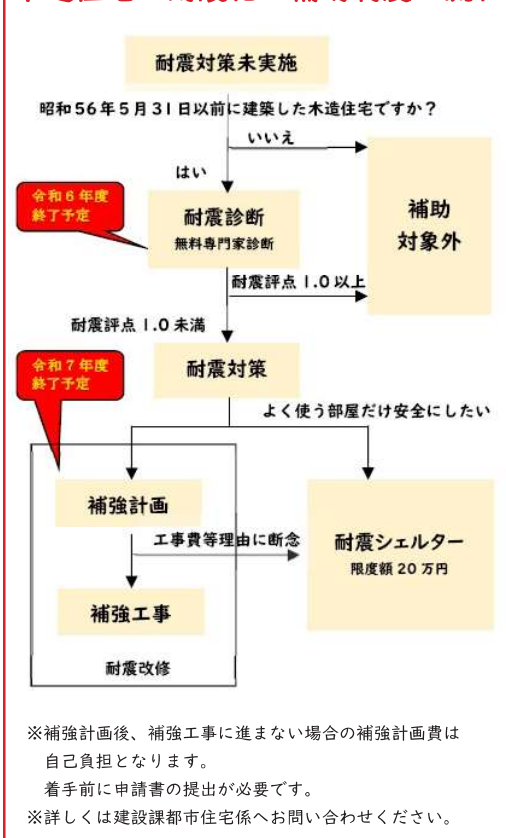 耐震対策未実施
昭和56年5月31日以前に建築した木造住宅ですか？
いいえ
はい
令和６年度
終了予定
耐震診断
無料専門家診断
補助
対象外
耐震評点1.0以上
耐震評点1.0未満
令和７年度
終了予定
耐震対策
よく使う部屋だけ安全にしたい
補強計画
工事費等理由に断念
耐震シェルター
限度額20万円
補強工事
耐震改修
※補強計画後、補強工事に進まない場合の補強計画費は
自己負担となります。
着手前に申請書の提出が必要です。
※詳しくは建設課都市住宅係へお問い合わせください。